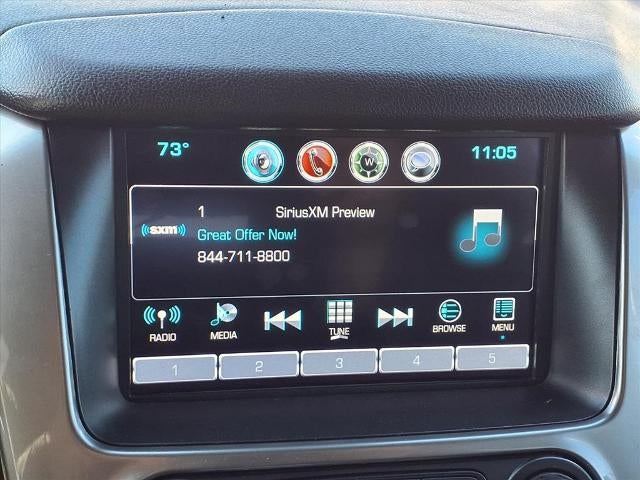 73° W 11:05
1 SiriusXM Preview
((sxm)) Great Offer Now!
844-711-8800
RADIO MEDIA TUNE BROWSE MENU
1 2 3 4 5